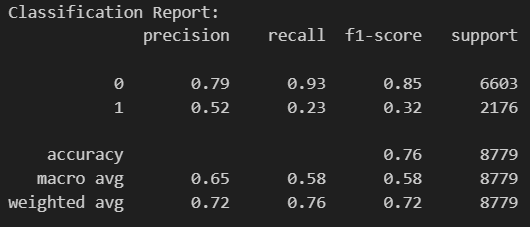 Classification Report:
precision recall f1-score support
0 0.79 0.93 0.85 6603
1 0.52 0.23 0.32 2176
accuracy 0.76 8779
macro avg 0.65 0.58 0.58 8779
weighted avg 0.72 0.76 0.72 8779